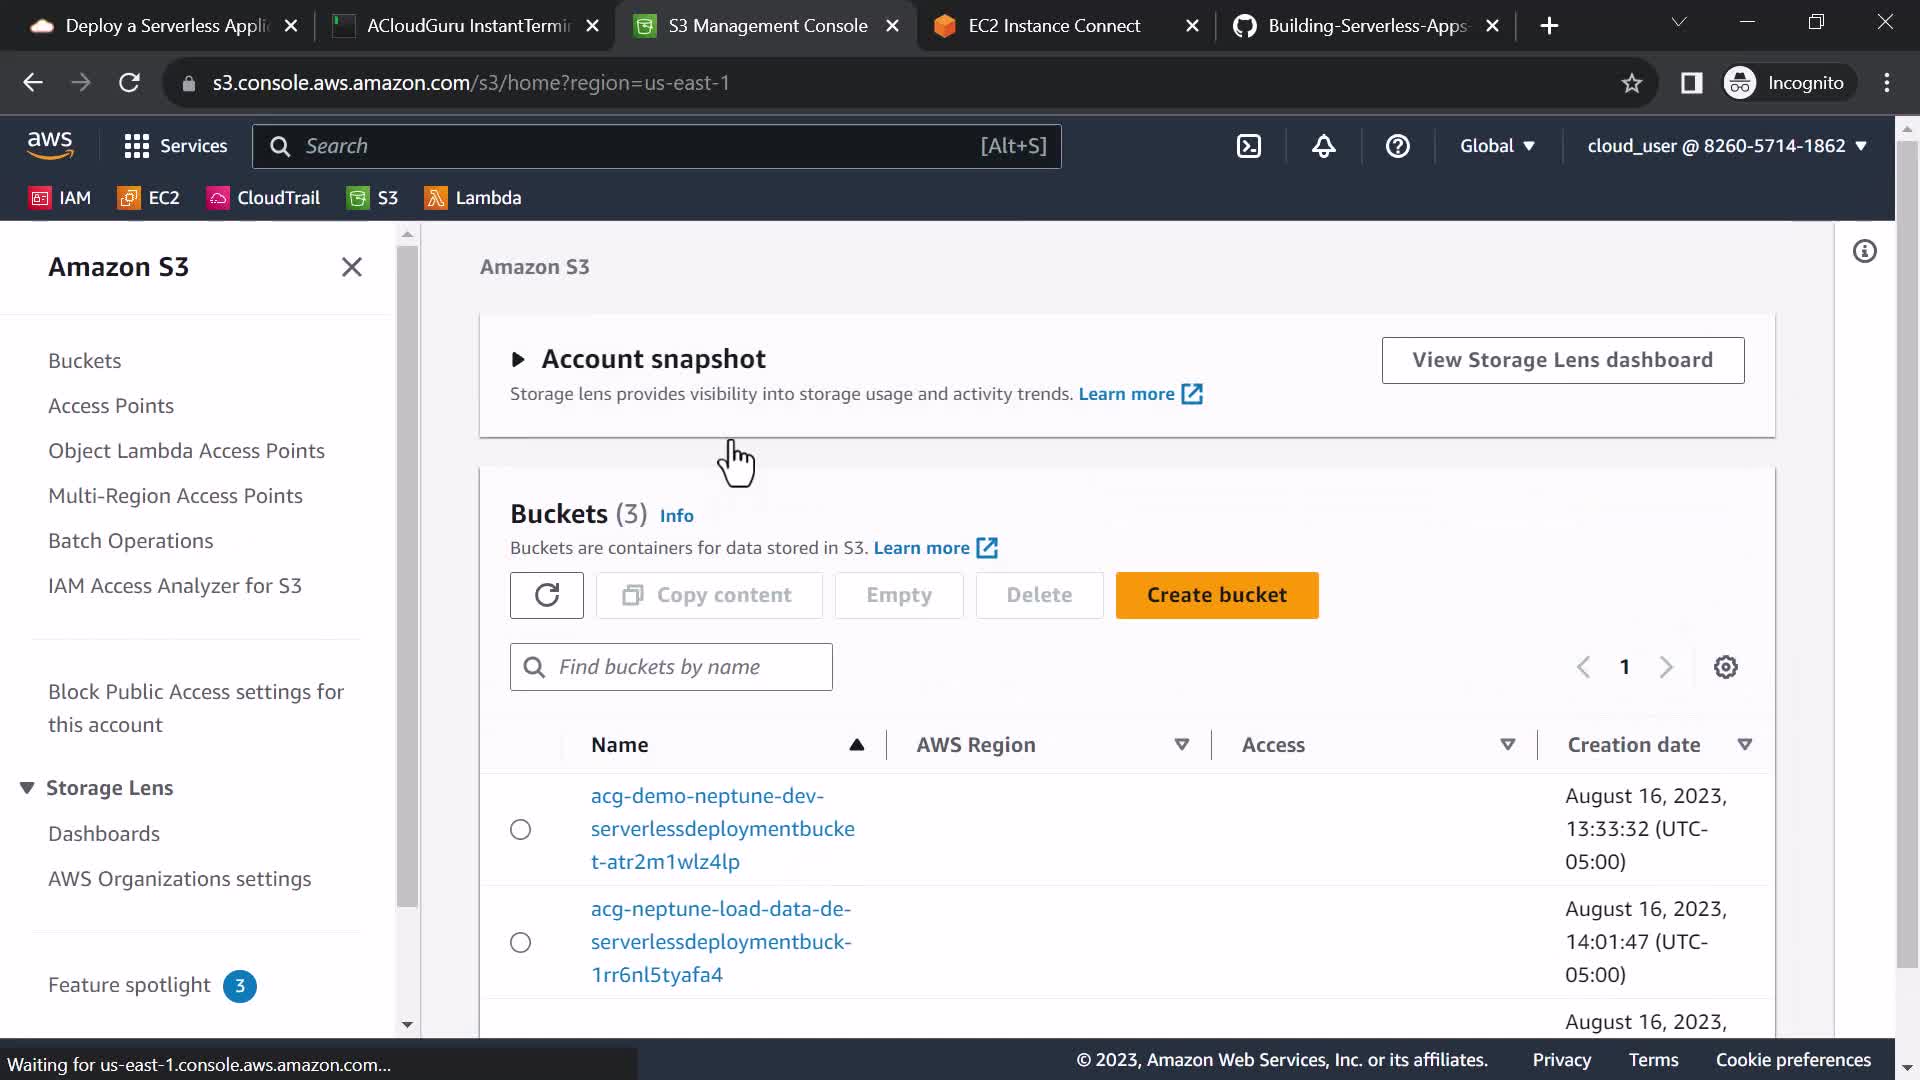 Deploy a Serverless Appli
ACloudGuru InstantTermin
S3 Management Console
EC2 Instance Connect
Building-Serverless-Apps-
s3.console.aws.amazon.com/s3/home?region=us-east-1
Incognito
aws
Services
Search
[Alt+S]
Global
cloud_user @ 8260-5714-1862
IAM
EC2
CloudTrail
S3
Lambda
Amazon S3
Buckets
Access Points
Object Lambda Access Points
Multi-Region Access Points
Batch Operations
IAM Access Analyzer for S3
Block Public Access settings for
this account
Storage Lens
Dashboards
AWS Organizations settings
Feature spotlight 3
Amazon S3
Account snapshot
Storage lens provides visibility into storage usage and activity trends. Learn more
View Storage Lens dashboard
Buckets (3) Info
Buckets are containers for data stored in S3. Learn more
Copy content
Empty
Delete
Create bucket
Find buckets by name
1
Name
AWS Region
Access
Creation date
acg-demo-neptune-dev-
serverlessdeploymentbucke
t-atr2m1wlz4lp
August 16, 2023,
13:33:32 (UTC-
05:00)
acg-neptune-load-data-de-
serverlessdeploymentbuck-
1rr6nl5tyafa4
August 16, 2023,
14:01:47 (UTC-
05:00)
August 16, 2023,
Waiting for us-east-1.console.aws.amazon.com...
© 2023, Amazon Web Services, Inc. or its affiliates.
Privacy
Terms
Cookie preferences